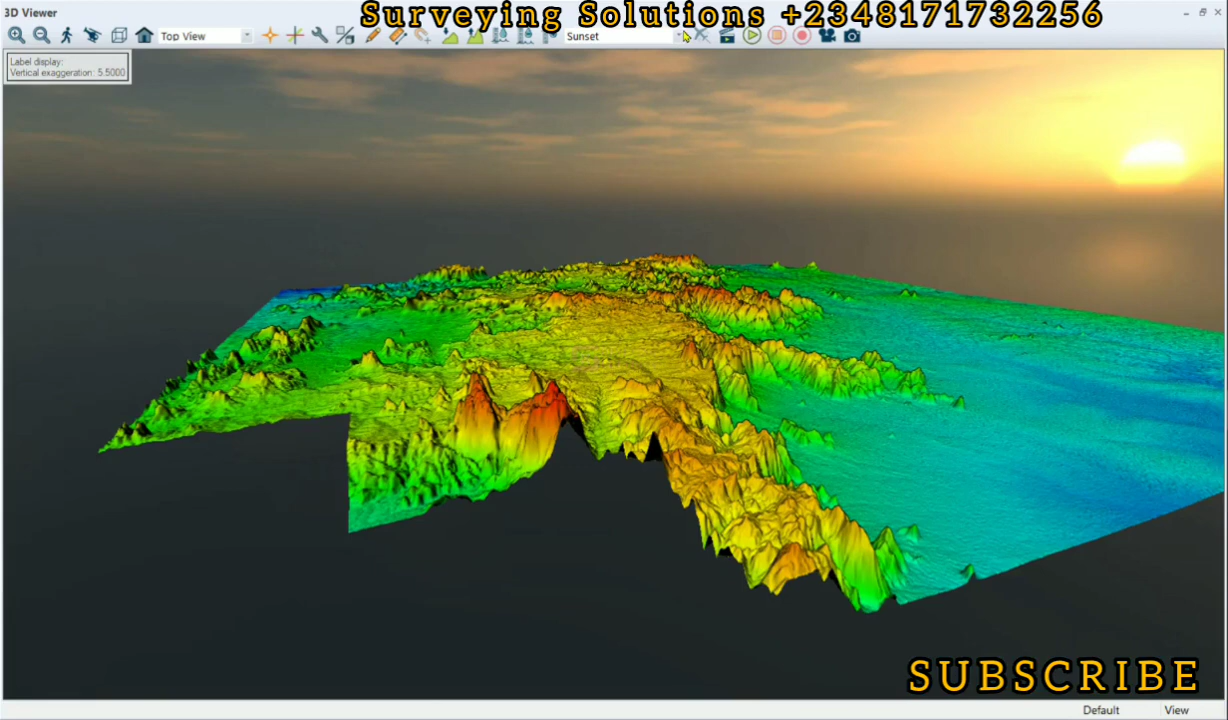 3D Viewer
Surveying Solutions +2348171732256
Top View
Sunset
Label display:
Vertical exaggeration: 5.5000
SUBSCRIBE
Default
View